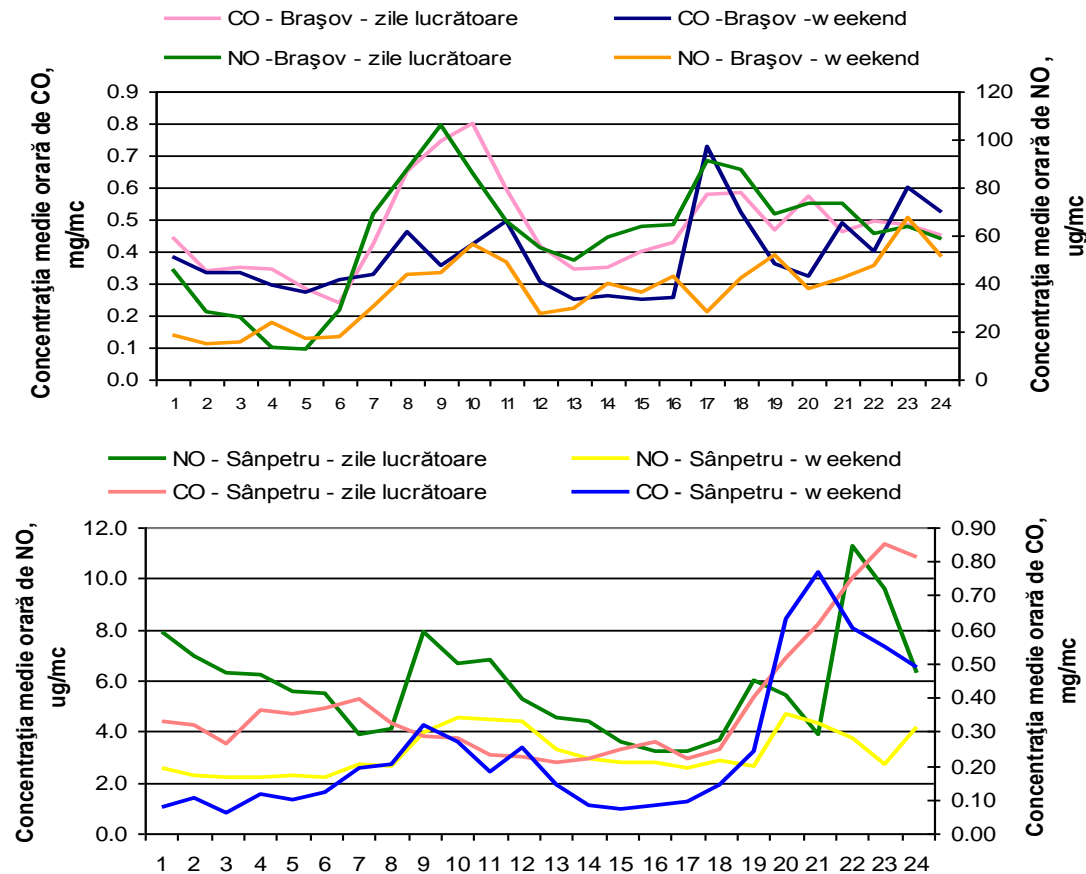 CO - Braşov - zile lucrătoare
CO -Braşov -w eekend
NO -Braşov - zile lucrătoare
NO - Braşov - w eekend
Concentraţia medie orară de CO,
mg/mc
0.9
0.8
0.7
0.6
0.5
0.4
0.3
0.2
0.1
0.0
120
100
80
60
40
20
0
Concentraţia medie orară de NO,
ug/mc
1 2 3 4 5 6 7 8 9 10 11 12 13 14 15 16 17 18 19 20 21 22 23 24
NO - Sânpetru - zile lucrătoare
NO - Sânpetru - w eekend
CO - Sânpetru - zile lucrătoare
CO - Sânpetru - w eekend
Concentraţia medie orară de NO,
ug/mc
12.0
10.0
8.0
6.0
4.0
2.0
0.0
0.90
0.80
0.70
0.60
0.50
0.40
0.30
0.20
0.10
0.00
Concentraţia medie orară de CO,
mg/mc
1 2 3 4 5 6 7 8 9 10 11 12 13 14 15 16 17 18 19 20 21 22 23 24